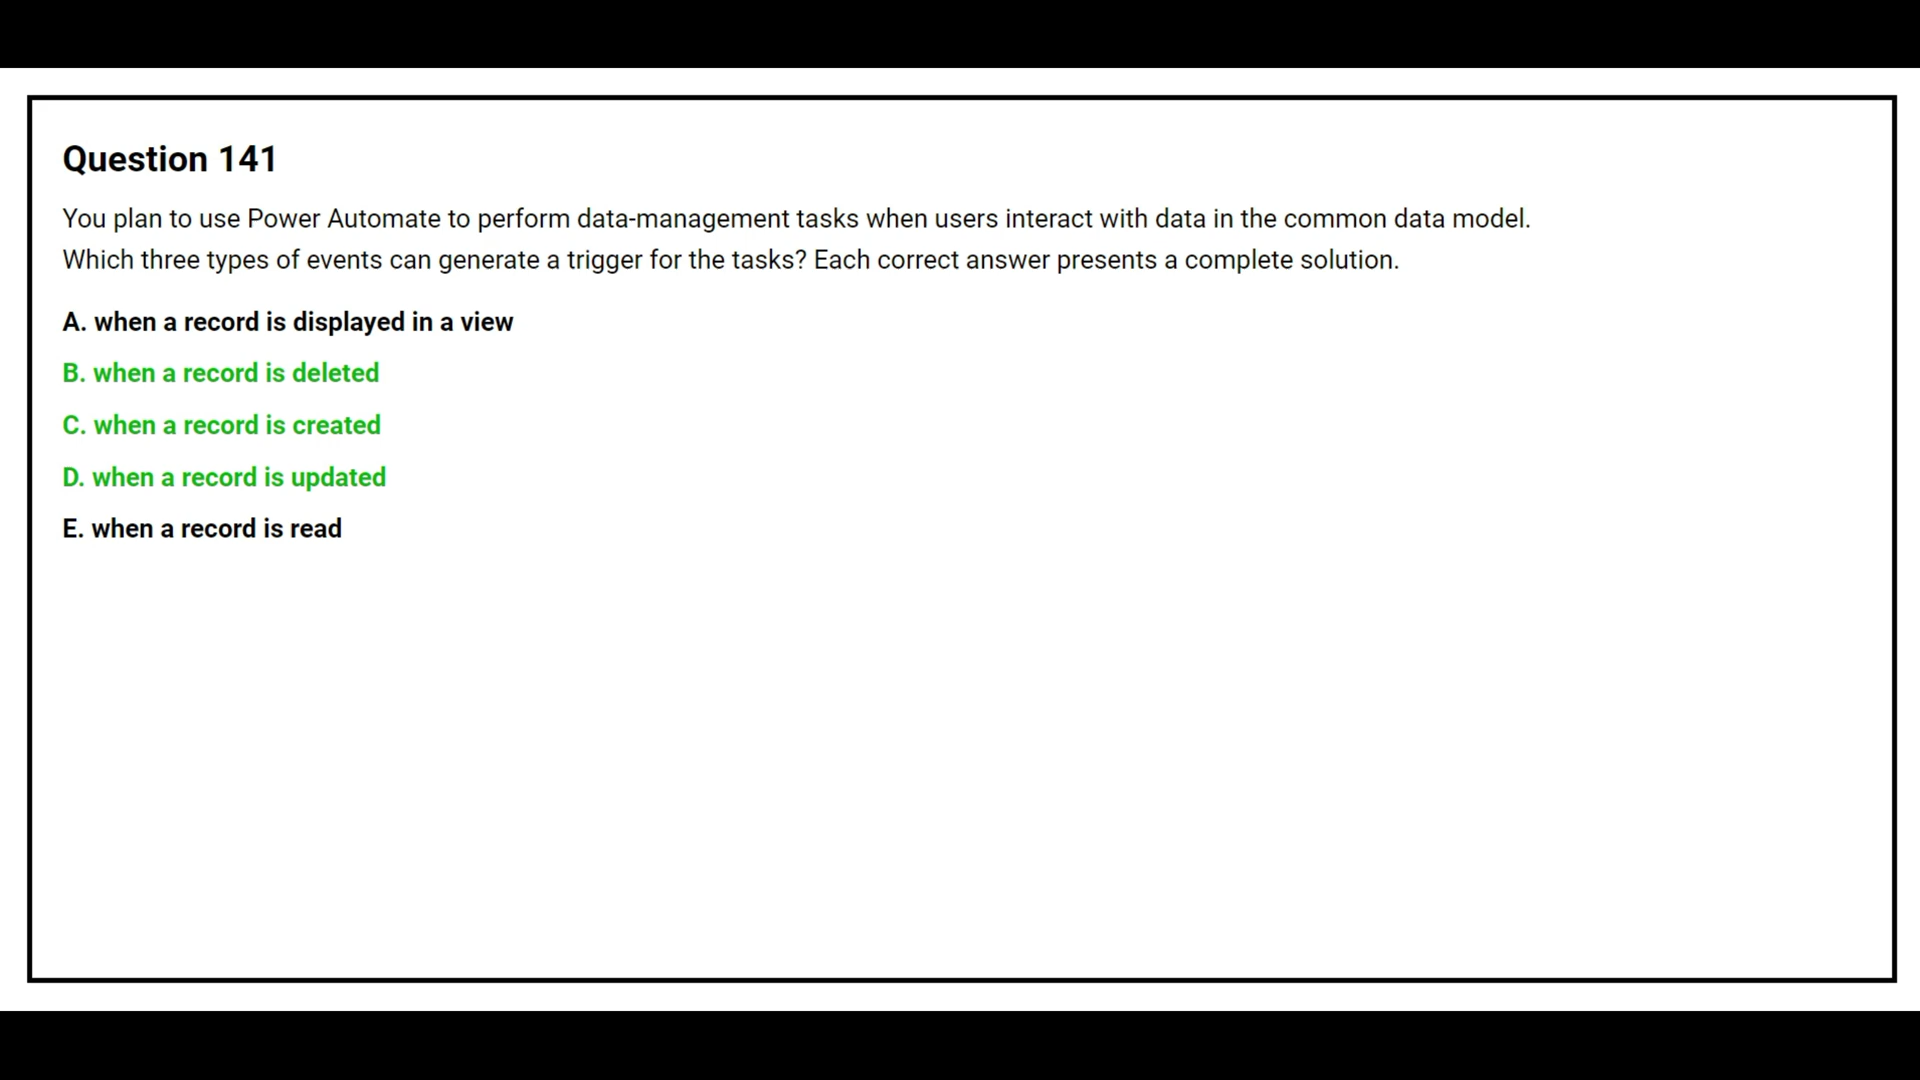 Question 141
You plan to use Power Automate to perform data-management tasks when users interact with data in the common data model.
Which three types of events can generate a trigger for the tasks? Each correct answer presents a complete solution.
A. when a record is displayed in a view
B. when a record is deleted
C. when a record is created
D. when a record is updated
E. when a record is read